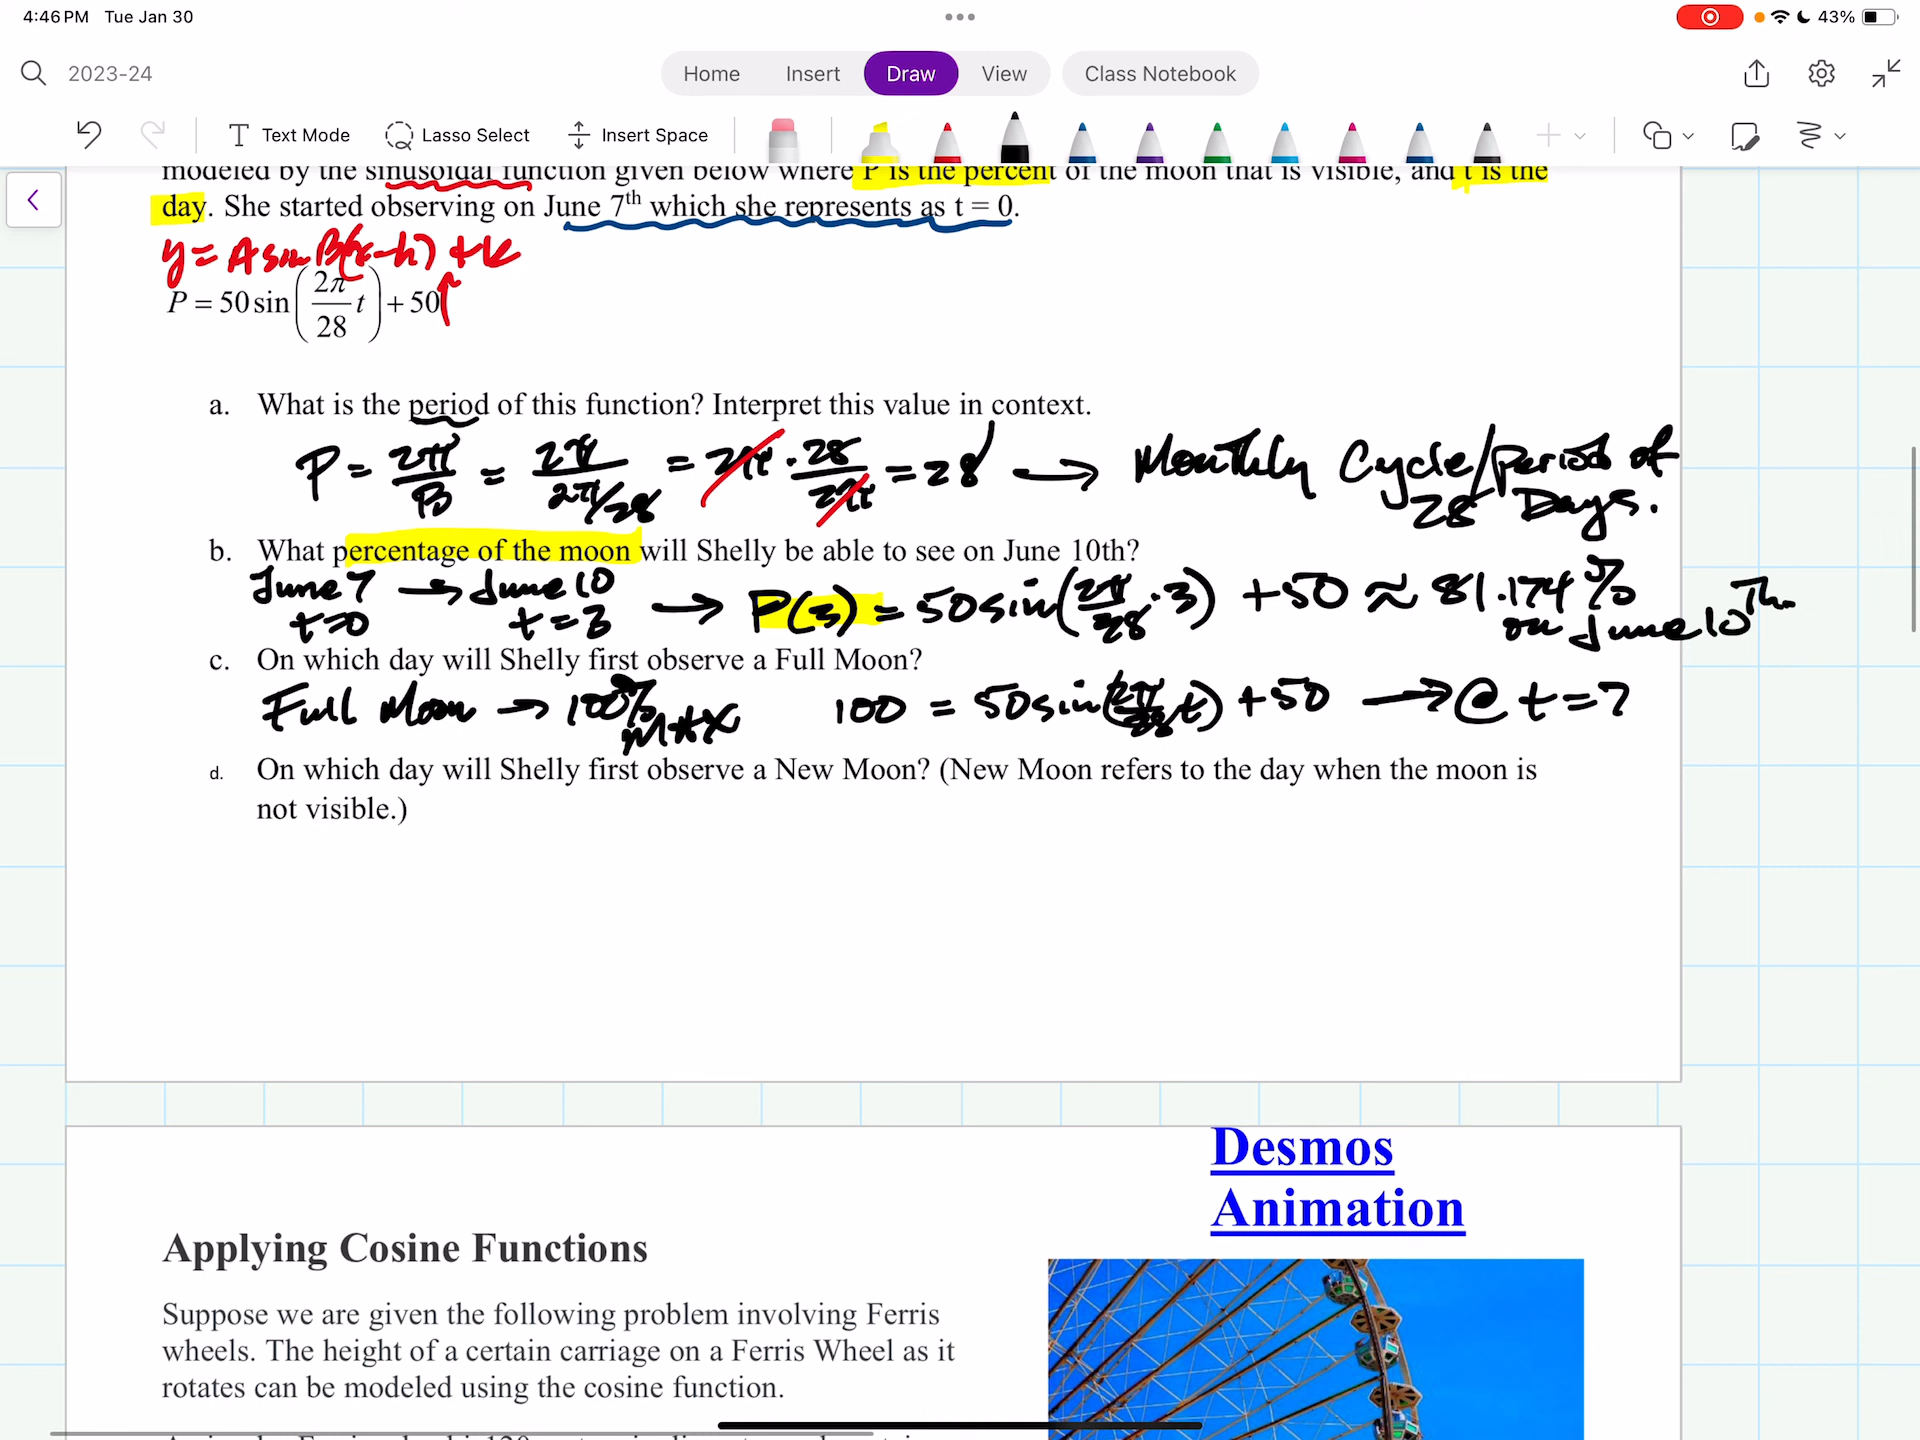 4:46 PM Tue Jan 30 43%
2023-24 Home Insert Draw View Class Notebook
Text Mode Lasso Select Insert Space
modeled by the sinusoidal function given below where P is the percent of the moon that is visible, and t is the
day. She started observing on June 7th which she represents as t = 0.
y = A sin B(x-h) + k
P = 50 sin(2π/28 t) + 50
a. What is the period of this function? Interpret this value in context.
P = 2π/B = 2π/2π/28 = 2π · 28/2π = 28 → Monthly Cycle/Period of
28 Days.
b. What percentage of the moon will Shelly be able to see on June 10th?
June 7 → June 10
t=0 t=3 → P(3) = 50sin(2π/28 · 3) + 50 ≈ 81.174%
on June 10Th
c. On which day will Shelly first observe a Full Moon?
Full Moon → 100% 100 = 50sin(2π/28 t) + 50 → @ t=7
MAX
d. On which day will Shelly first observe a New Moon? (New Moon refers to the day when the moon is
not visible.)
Desmos
Animation
Applying Cosine Functions
Suppose we are given the following problem involving Ferris
wheels. The height of a certain carriage on a Ferris Wheel as it
rotates can be modeled using the cosine function.